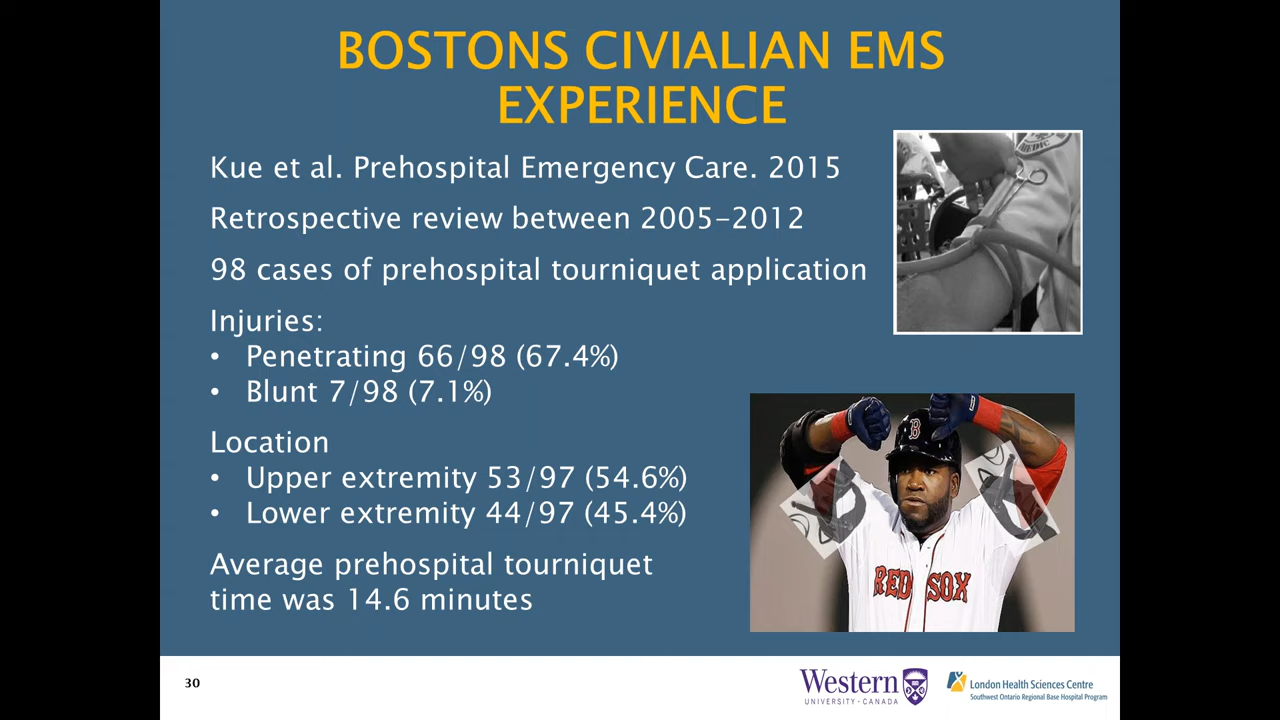 BOSTONS CIVIALIAN EMS
EXPERIENCE
Kue et al. Prehospital Emergency Care. 2015
Retrospective review between 2005-2012
98 cases of prehospital tourniquet application
Injuries:
• Penetrating 66/98 (67.4%)
• Blunt 7/98 (7.1%)
Location
• Upper extremity 53/97 (54.6%)
• Lower extremity 44/97 (45.4%)
Average prehospital tourniquet
time was 14.6 minutes
MEDIC
B
RED SOX
30
Western
UNIVERSITY · CANADA
London Health Sciences Centre
Southwest Ontario Regional Base Hospital Program